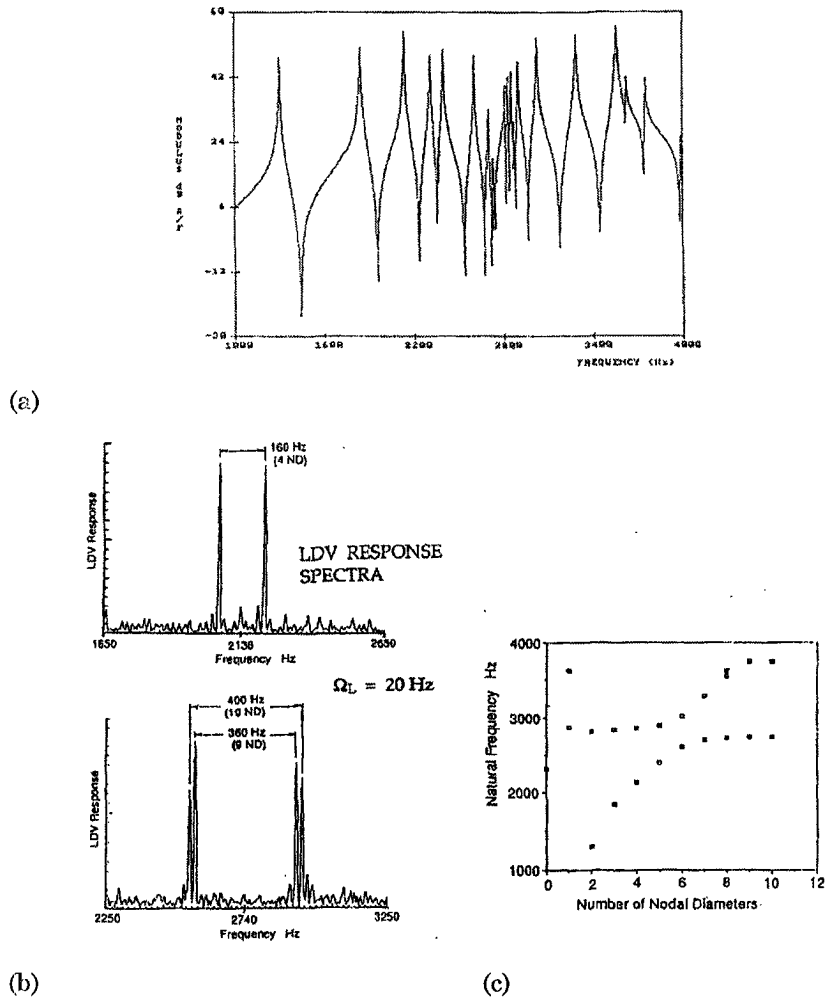 60
42
24
6
-12
-30
1000 1600 2200 2800 3400 4000
FREQUENCY (Hz)
(a)
160 Hz
(4 ND)
LDV Response
LDV RESPONSE
SPECTRA
1650 2130 2650
Frequency Hz
Ω_L = 20 Hz
400 Hz
(10 ND)
360 Hz
(9 ND)
LDV Response
2250 2740 3250
Frequency Hz
(b)
4000
3000
2000
1000
Natural Frequency Hz
0 2 4 6 8 10 12
Number of Nodal Diameters
(c)